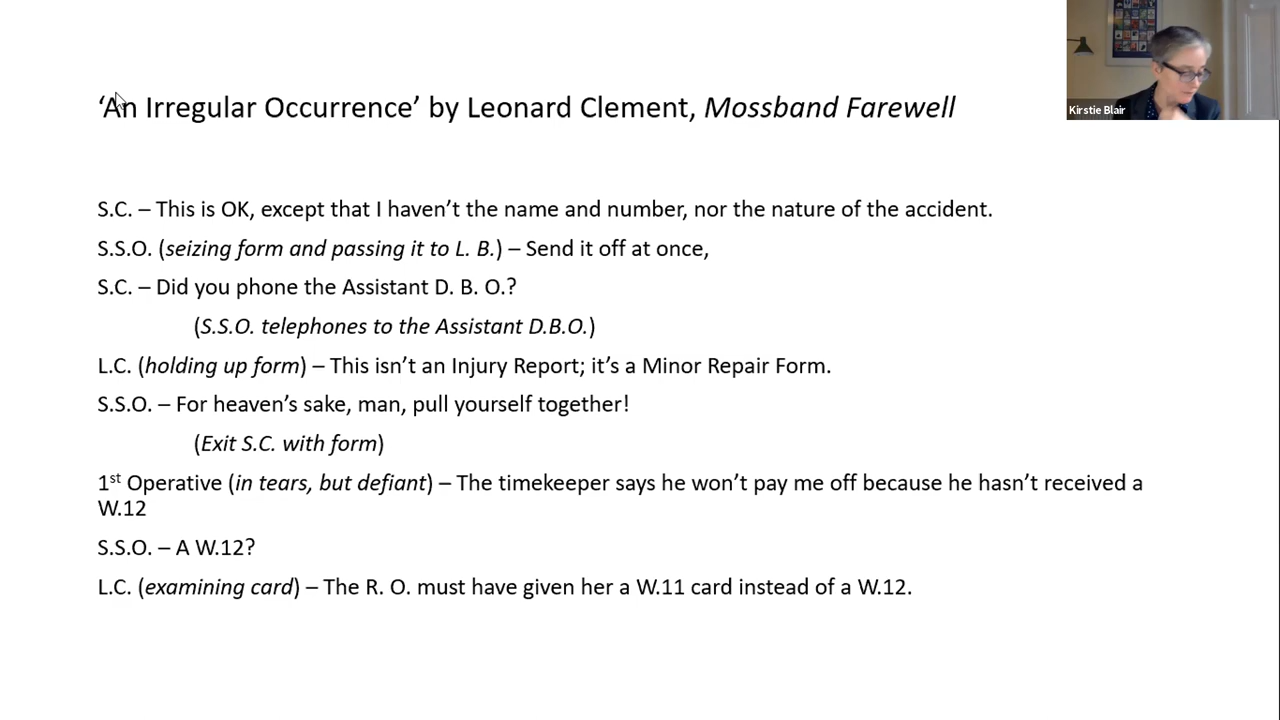 ‘An Irregular Occurrence’ by Leonard Clement, Mossband Farewell
Kirstie Blair
S.C. – This is OK, except that I haven’t the name and number, nor the nature of the accident.
S.S.O. (seizing form and passing it to L. B.) – Send it off at once,
S.C. – Did you phone the Assistant D. B. O.?
(S.S.O. telephones to the Assistant D.B.O.)
L.C. (holding up form) – This isn’t an Injury Report; it’s a Minor Repair Form.
S.S.O. – For heaven’s sake, man, pull yourself together!
(Exit S.C. with form)
1st Operative (in tears, but defiant) – The timekeeper says he won’t pay me off because he hasn’t received a
W.12
S.S.O. – A W.12?
L.C. (examining card) – The R. O. must have given her a W.11 card instead of a W.12.